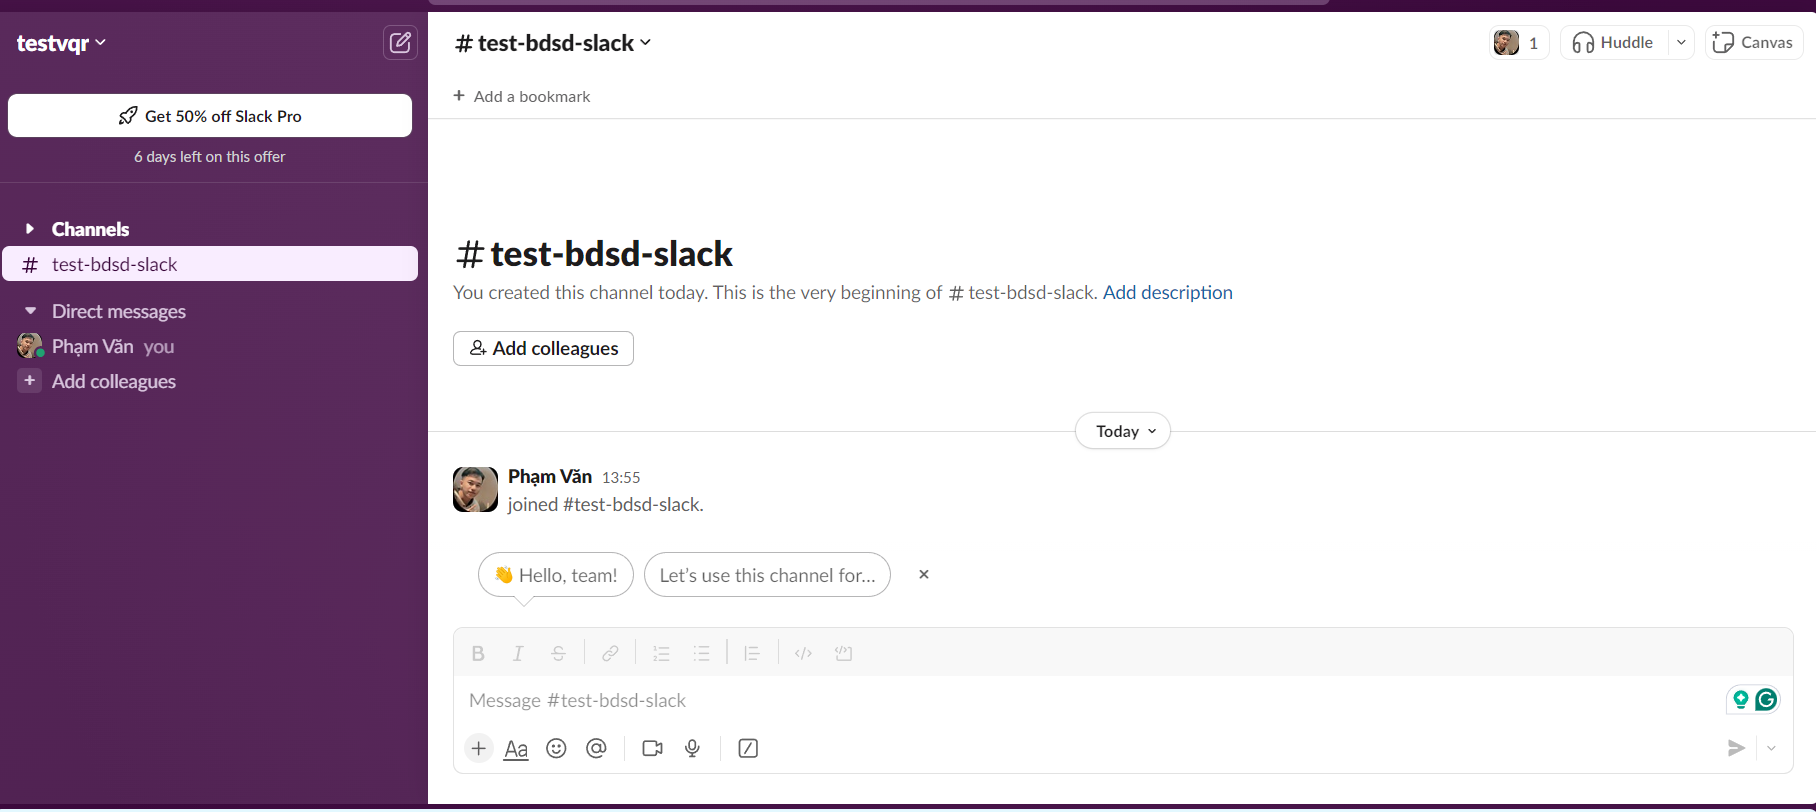 testvqr
Get 50% off Slack Pro
6 days left on this offer
Channels
# test-bdsd-slack
Direct messages
Phạm Văn you
+ Add colleagues
# test-bdsd-slack
1
Huddle
Canvas
+ Add a bookmark
# test-bdsd-slack
You created this channel today. This is the very beginning of # test-bdsd-slack. Add description
Add colleagues
Today
Phạm Văn 13:55
joined #test-bdsd-slack.
👋 Hello, team!
Let’s use this channel for...
B I S
Message #test-bdsd-slack
Aa